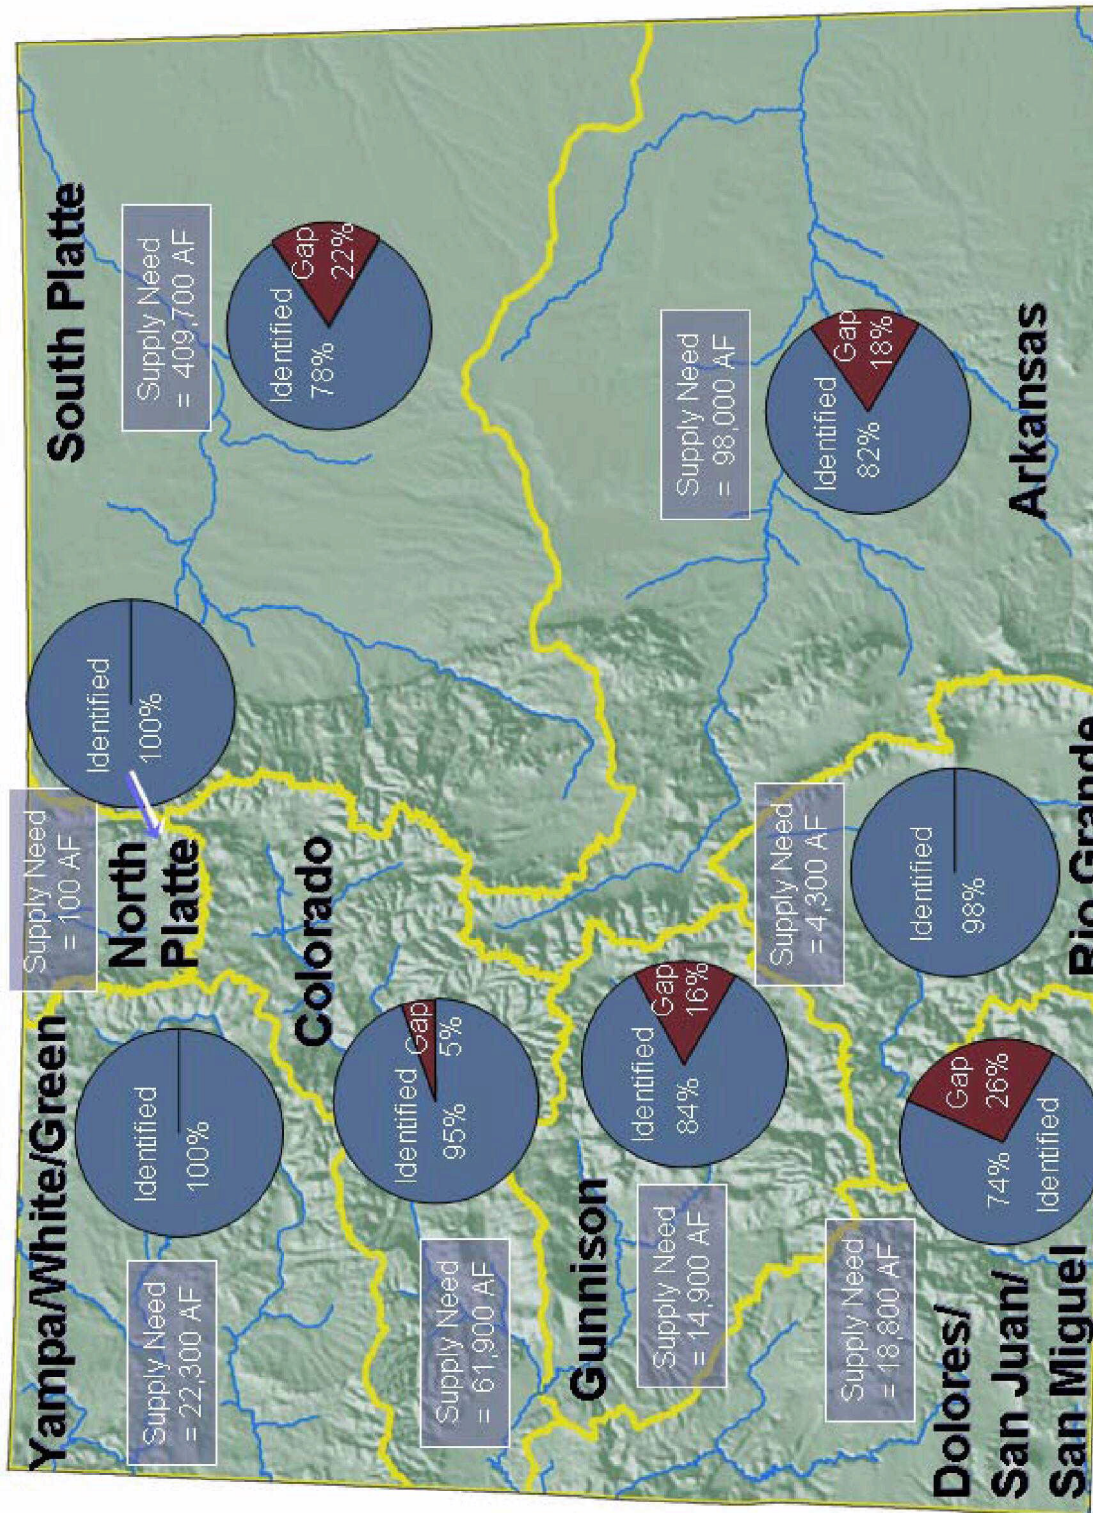 Yampa/White/Green
Supply Need
= 22,300 AF
Identified
100%
Supply Need
= 100 AF
North
Platte
Identified
100%
South Platte
Supply Need
= 409,700 AF
Identified
78%
Gap
22%
Colorado
Supply Need
= 61,900 AF
Identified
95%
Gap
5%
Gunnison
Supply Need
= 14,900 AF
Identified
84%
Gap
16%
Supply Need
= 98,000 AF
Identified
82%
Gap
18%
Arkansas
Supply Need
= 4,300 AF
Identified
98%
Rio Grande
Supply Need
= 18,800 AF
Gap
26%
74%
Identified
Dolores/
San Juan/
San Miguel